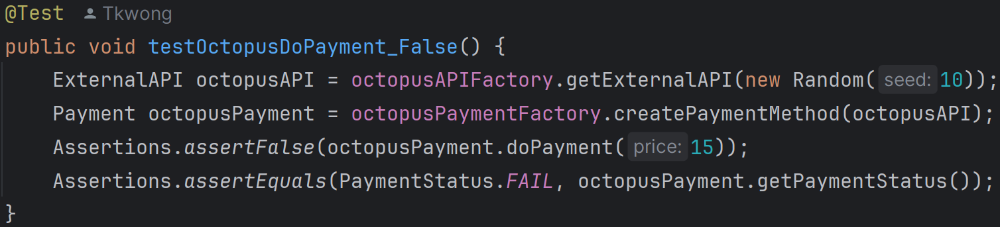 @Test Tkwong
public void testOctopusDoPayment_False() {
ExternalAPI octopusAPI = octopusAPIFactory.getExternalAPI(new Random( seed: 10));
Payment octopusPayment = octopusPaymentFactory.createPaymentMethod(octopusAPI);
Assertions.assertFalse(octopusPayment.doPayment( price: 15));
Assertions.assertEquals(PaymentStatus.FAIL, octopusPayment.getPaymentStatus());
}